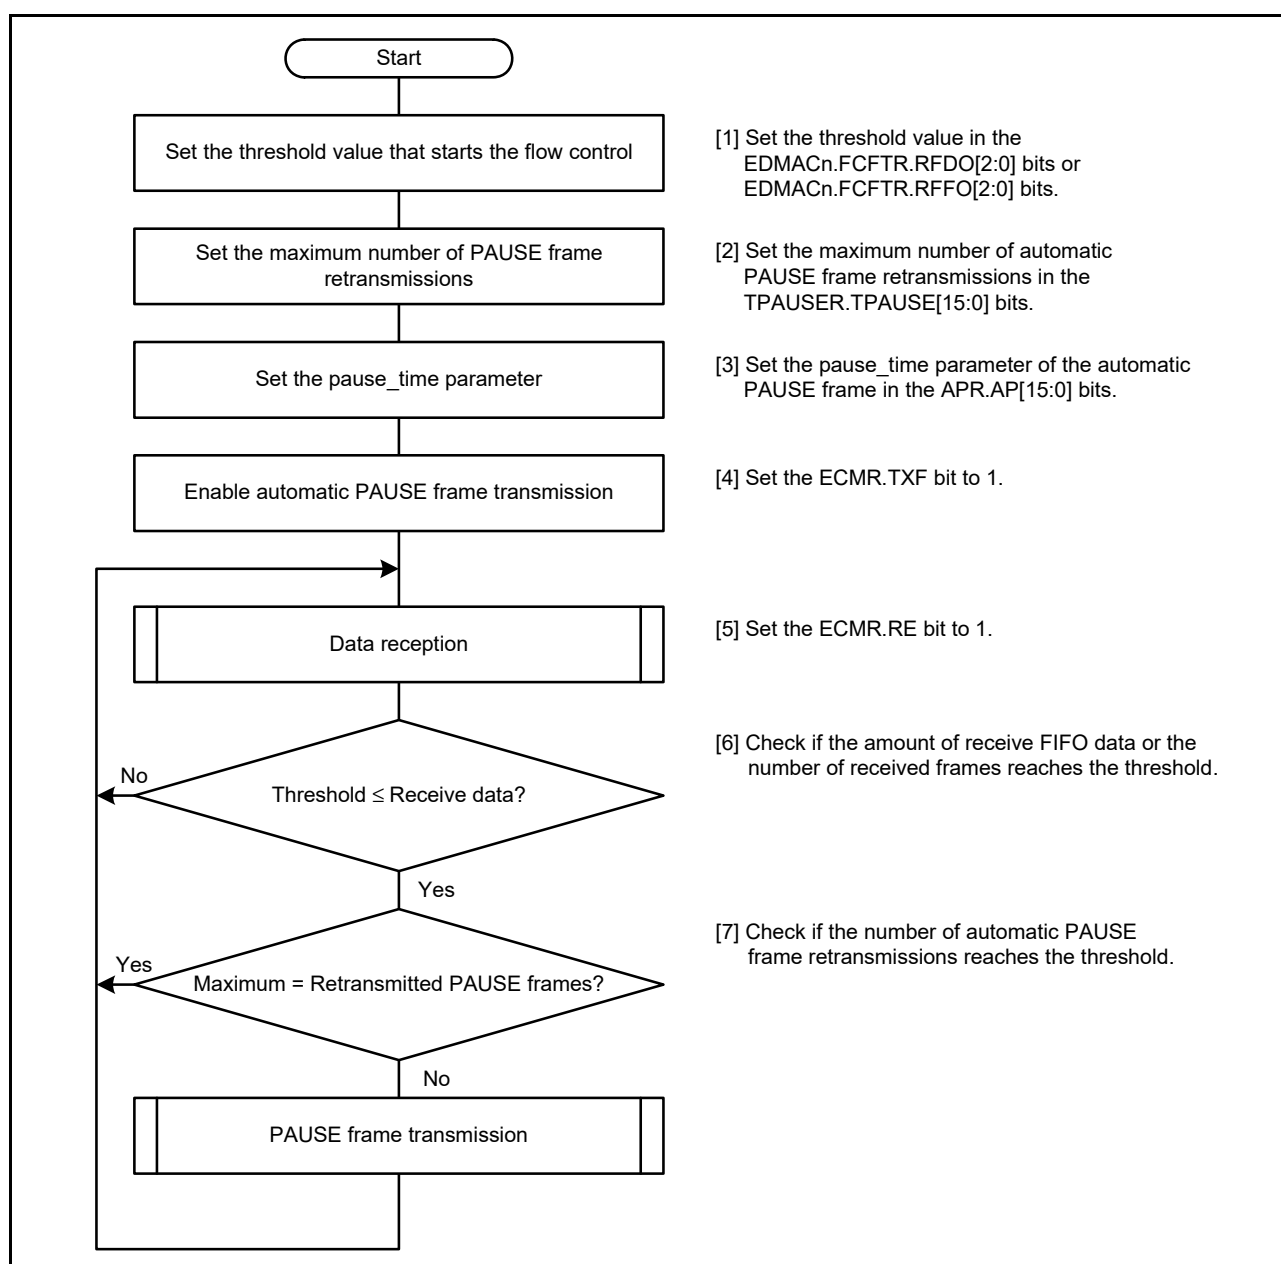 Start
Set the threshold value that starts the flow control
[1] Set the threshold value in the
EDMACn.FCFTR.RFDO[2:0] bits or
EDMACn.FCFTR.RFFO[2:0] bits.
Set the maximum number of PAUSE frame
retransmissions
[2] Set the maximum number of automatic
PAUSE frame retransmissions in the
TPAUSER.TPAUSE[15:0] bits.
Set the pause_time parameter
[3] Set the pause_time parameter of the automatic
PAUSE frame in the APR.AP[15:0] bits.
Enable automatic PAUSE frame transmission
[4] Set the ECMR.TXF bit to 1.
Data reception
[5] Set the ECMR.RE bit to 1.
No
Threshold ≤ Receive data?
[6] Check if the amount of receive FIFO data or the
number of received frames reaches the threshold.
Yes
Yes
Maximum = Retransmitted PAUSE frames?
[7] Check if the number of automatic PAUSE
frame retransmissions reaches the threshold.
No
PAUSE frame transmission